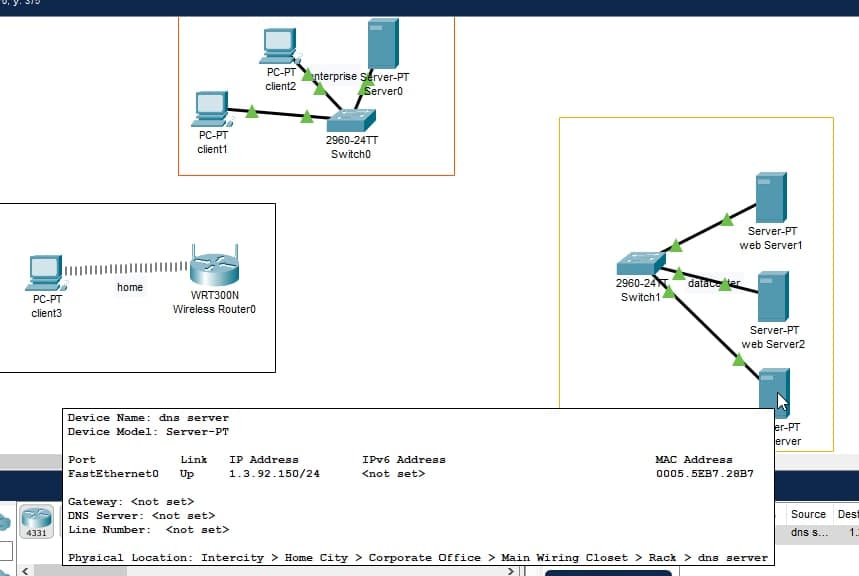 PC-PT
client2
enterprise
Server-PT
Server0
PC-PT
client1
2960-24TT
Switch0
Server-PT
web Server1
2960-24TT
Switch1
datacenter
home
PC-PT
client3
WRT300N
Wireless Router0
Server-PT
web Server2
er-PT
erver
Device Name: dns server
Device Model: Server-PT
Port Link IP Address IPv6 Address MAC Address
FastEthernet0 Up 1.3.92.150/24 <not set> 0005.5EB7.28B7
Gateway: <not set>
DNS Server: <not set>
Line Number: <not set>
Physical Location: Intercity > Home City > Corporate Office > Main Wiring Closet > Rack > dns server
4331
Source Dest
dns s... 1.